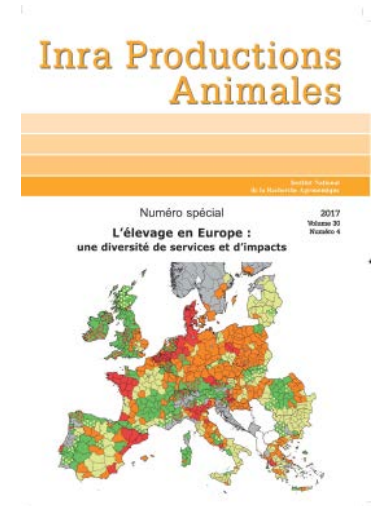 Inra Productions
Animales
Institut National
de la Recherche Agronomique
Numéro spécial
2017
Volume 30
Numéro 4
L'élevage en Europe :
une diversité de services et d'impacts